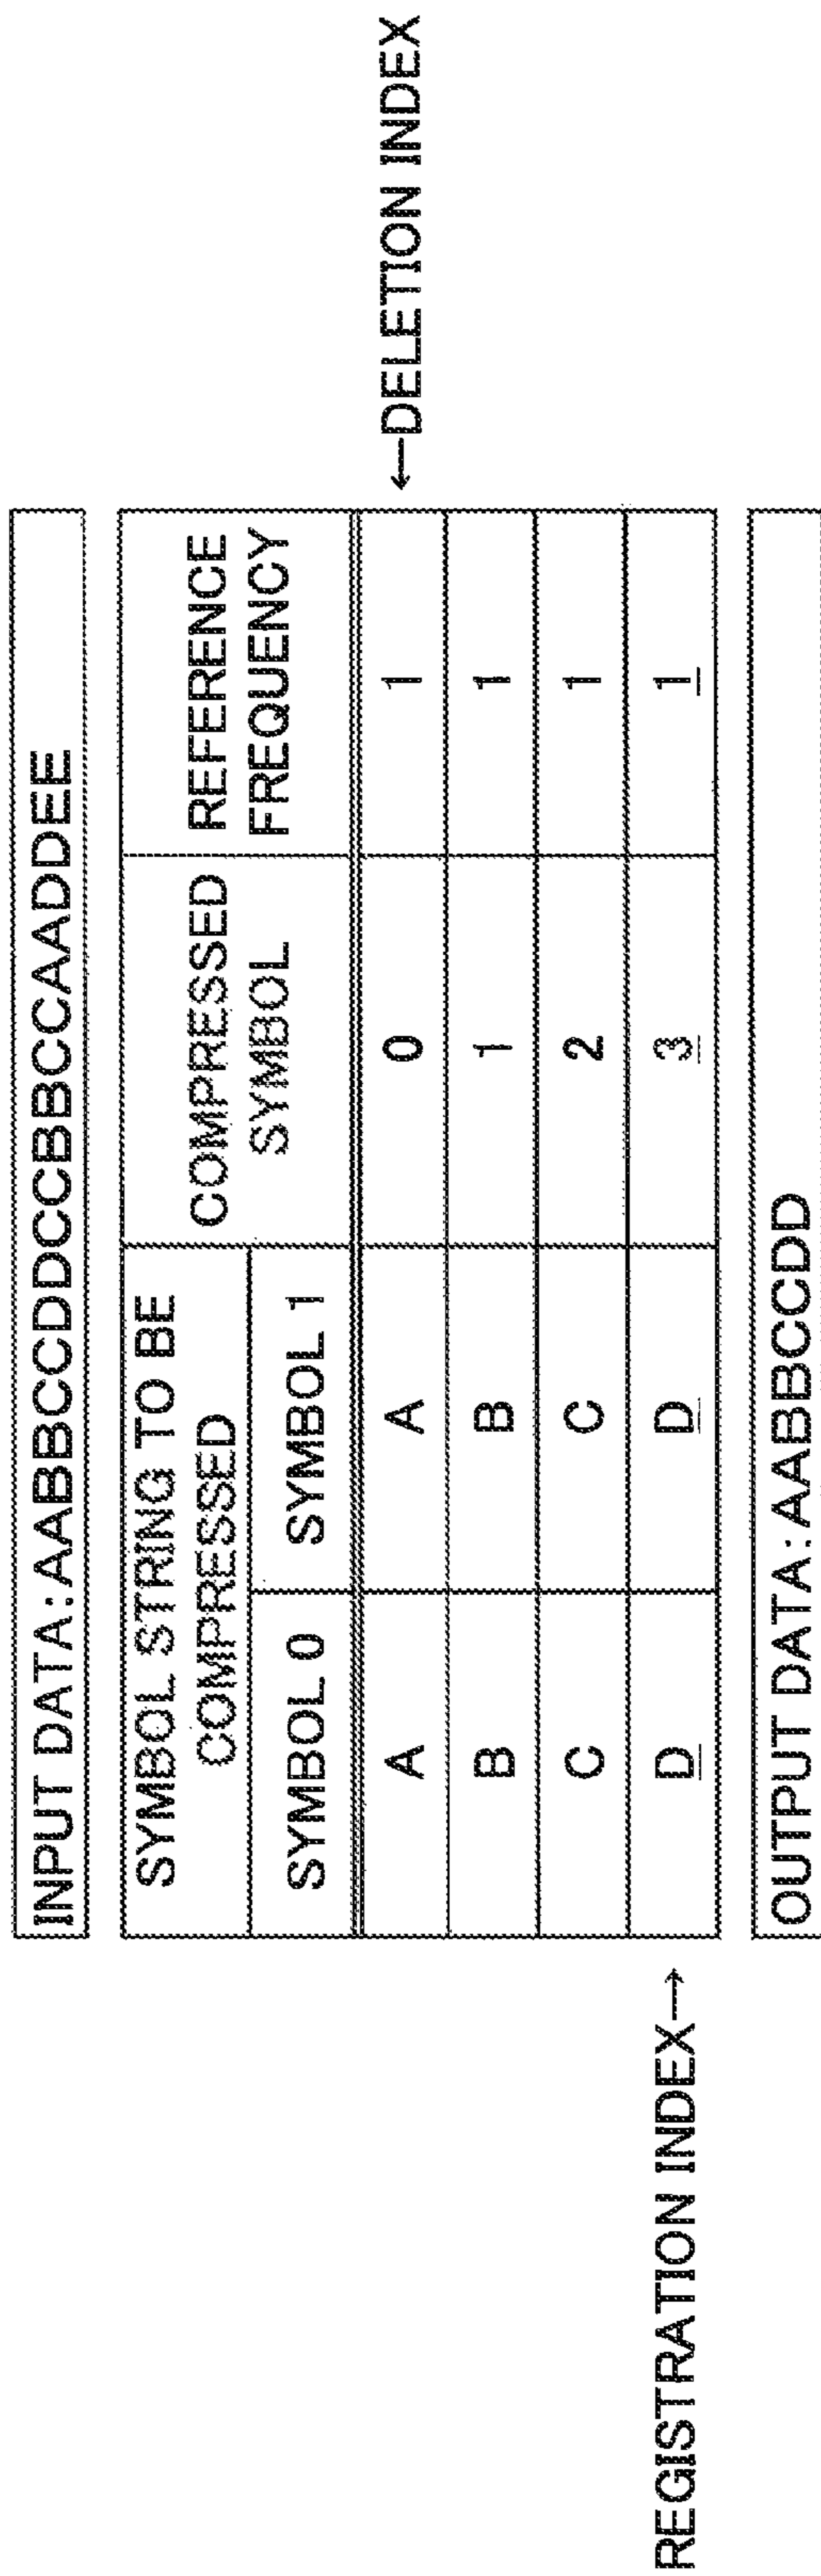 INPUT DATA:AABBCCDDCCBBCCAADDEE
SYMBOL STRING TO BE
COMPRESSED
COMPRESSED
SYMBOL
REFERENCE
FREQUENCY
SYMBOL 0 SYMBOL 1
A A 0 1 ←DELETION INDEX
B B 1 1
C C 2 1
REGISTRATION INDEX→ D D 3 1
OUTPUT DATA:AABBCCDD